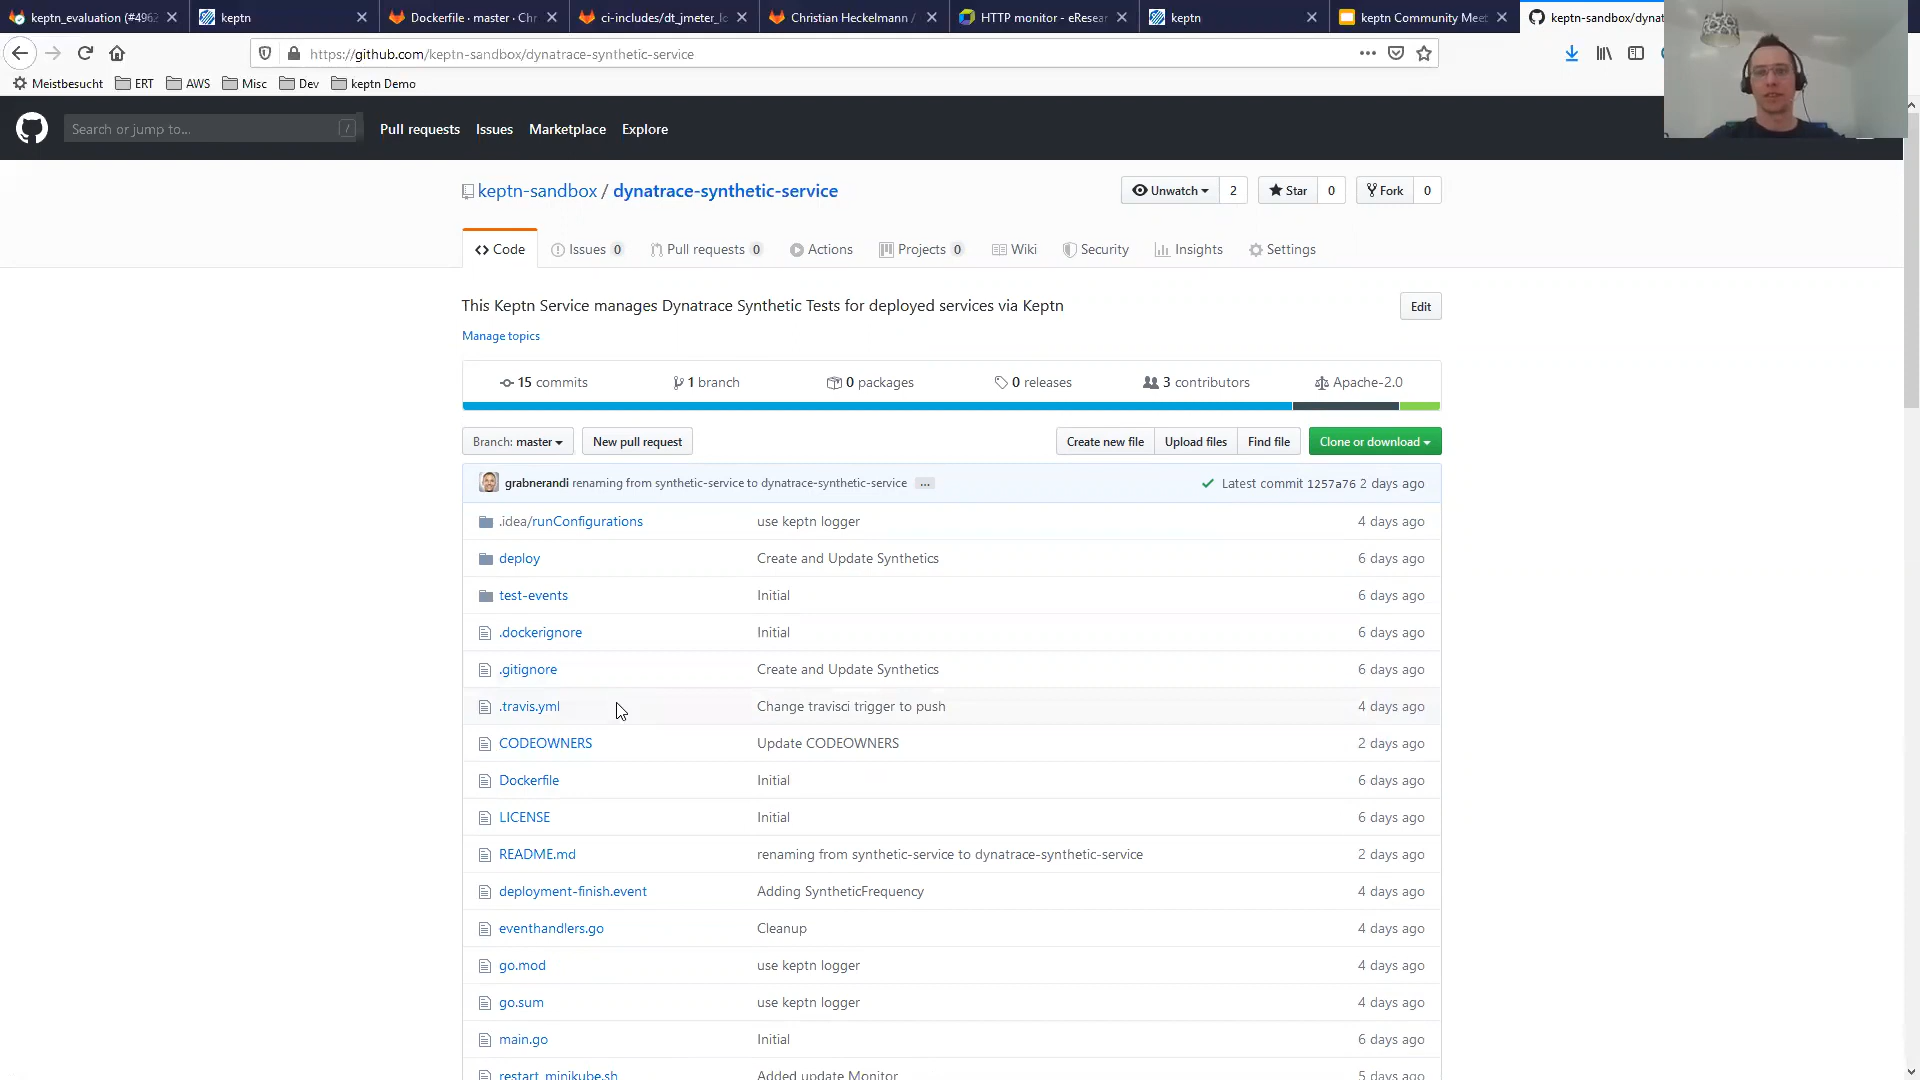 keptn_evaluation (#496
keptn
Dockerfile · master · Ch
ci-includes/dt_jmeter_l
Christian Heckelmann /
HTTP monitor - eResea
keptn
keptn Community Mee
keptn-sandbox/dynat
https://github.com/keptn-sandbox/dynatrace-synthetic-service
Meistbesucht ERT AWS Misc Dev keptn Demo
Search or jump to... /
Pull requests Issues Marketplace Explore
keptn-sandbox / dynatrace-synthetic-service
Unwatch 2 Star 0 Fork 0
Code Issues 0 Pull requests 0 Actions Projects 0 Wiki Security Insights Settings
This Keptn Service manages Dynatrace Synthetic Tests for deployed services via Keptn
Edit
Manage topics
15 commits 1 branch 0 packages 0 releases 3 contributors Apache-2.0
Branch: master New pull request Create new file Upload files Find file Clone or download
grabnerandi renaming from synthetic-service to dynatrace-synthetic-service ... Latest commit 1257a76 2 days ago
.idea/runConfigurations use keptn logger 4 days ago
deploy Create and Update Synthetics 6 days ago
test-events Initial 6 days ago
.dockerignore Initial 6 days ago
.gitignore Create and Update Synthetics 6 days ago
.travis.yml Change travisci trigger to push 4 days ago
CODEOWNERS Update CODEOWNERS 2 days ago
Dockerfile Initial 6 days ago
LICENSE Initial 6 days ago
README.md renaming from synthetic-service to dynatrace-synthetic-service 2 days ago
deployment-finish.event Adding SyntheticFrequency 4 days ago
eventhandlers.go Cleanup 4 days ago
go.mod use keptn logger 4 days ago
go.sum use keptn logger 4 days ago
main.go Initial 6 days ago
restart_minikube.sh Added update Monitor 5 days ago